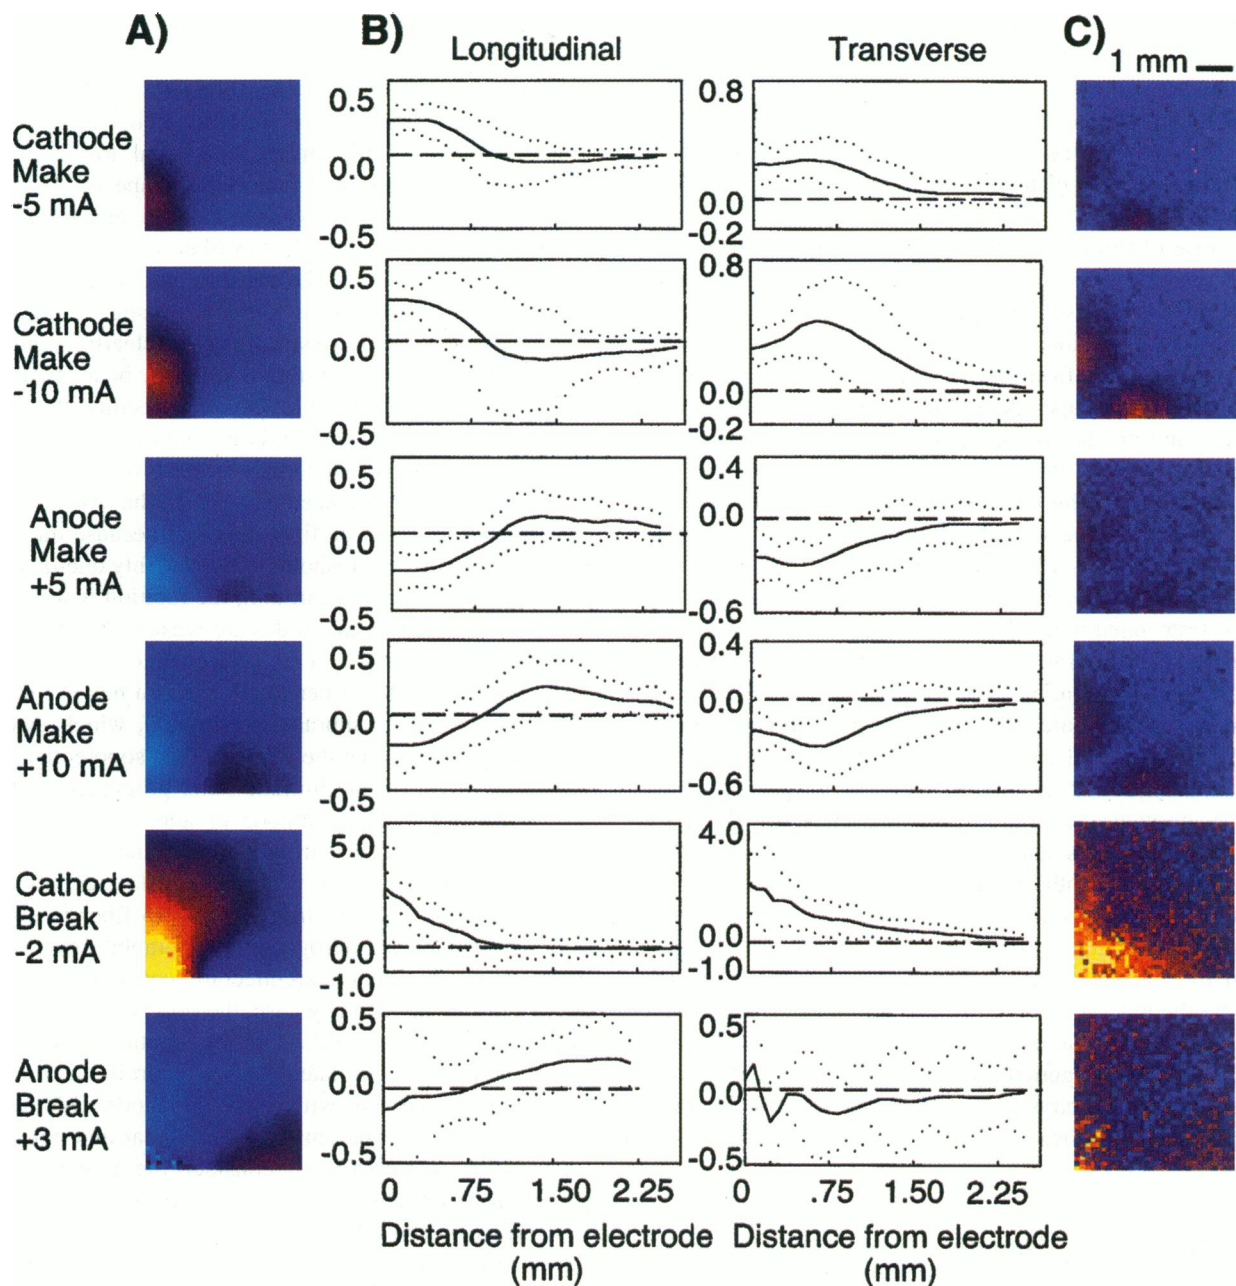 A)
B)
C)
Longitudinal
Transverse
1 mm
Cathode
Make
-5 mA
0.5
0.0
-0.5
0.8
0.0
-0.2
Cathode
Make
-10 mA
0.5
0.0
-0.5
0.8
0.0
-0.2
Anode
Make
+5 mA
0.5
0.0
-0.5
0.4
0.0
-0.6
Anode
Make
+10 mA
0.5
0.0
-0.5
0.4
0.0
-0.6
Cathode
Break
-2 mA
5.0
0.0
-1.0
4.0
0.0
-1.0
Anode
Break
+3 mA
0.5
0.0
-0.5
0.5
0.0
-0.5
0 .75 1.50 2.25
0 .75 1.50 2.25
Distance from electrode
(mm)
Distance from electrode
(mm)